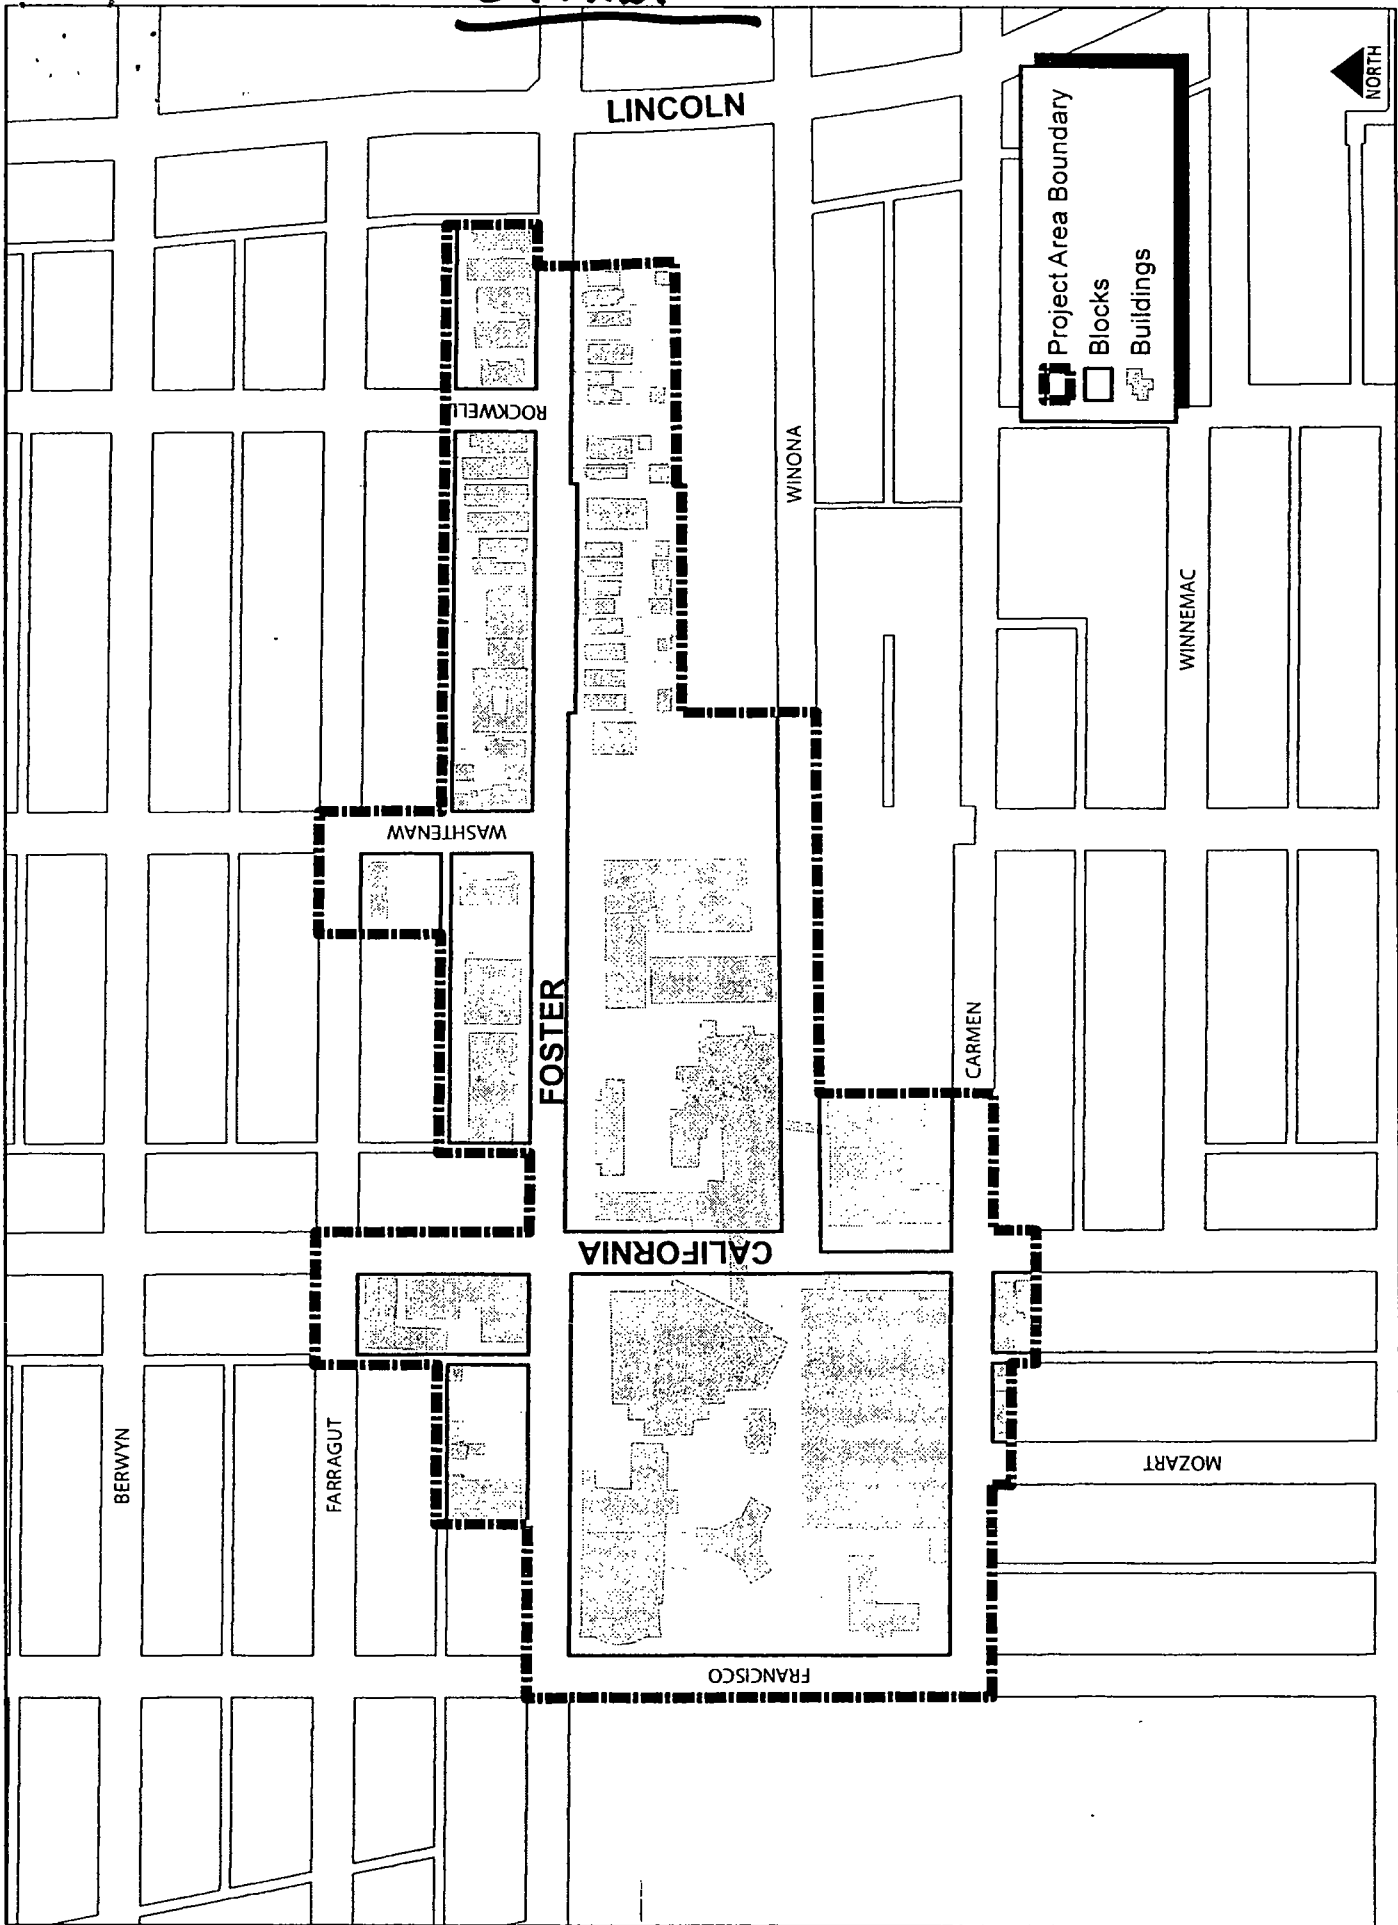 LINCOLN
NORTH
Project Area Boundary
Blocks
Buildings
ROCKWELL
WINONA
WINNEMAC
WASHTENAW
FOSTER
CARMEN
CALIFORNIA
BERWYN
FARRAGUT
MOZART
FRANCISCO